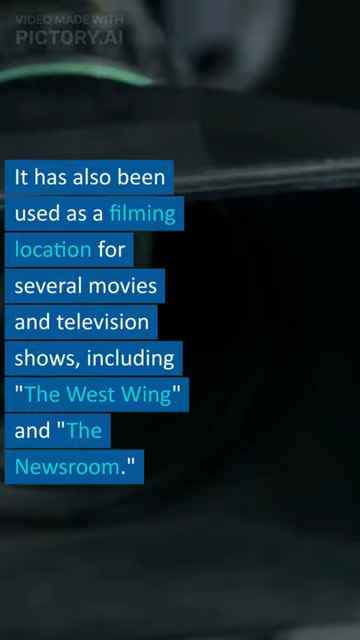 VIDEO MADE WITH
PICTORY.AI
It has also been
used as a filming
location for
several movies
and television
shows, including
"The West Wing"
and "The
Newsroom."